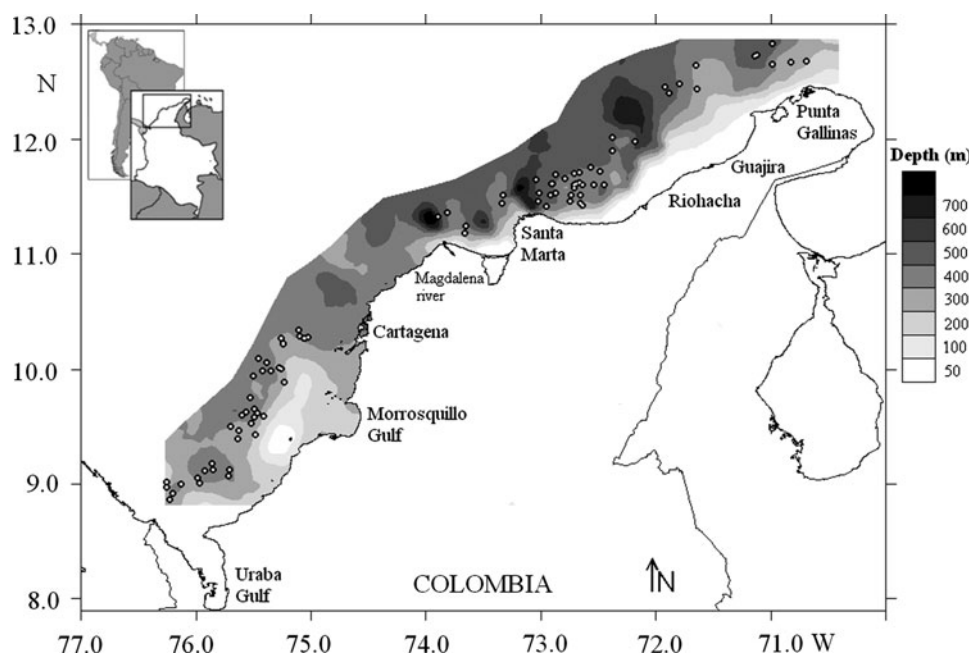 13.0
N
12.0
11.0
10.0
9.0
8.0
77.0
76.0
75.0
74.0
73.0
72.0
71.0 W
Punta
Gallinas
Guajira
Riohacha
Santa
Marta
Magdalena
river
Cartagena
Morrosquillo
Gulf
Uraba
Gulf
COLOMBIA
N
Depth (m)
700
600
500
400
300
200
100
50